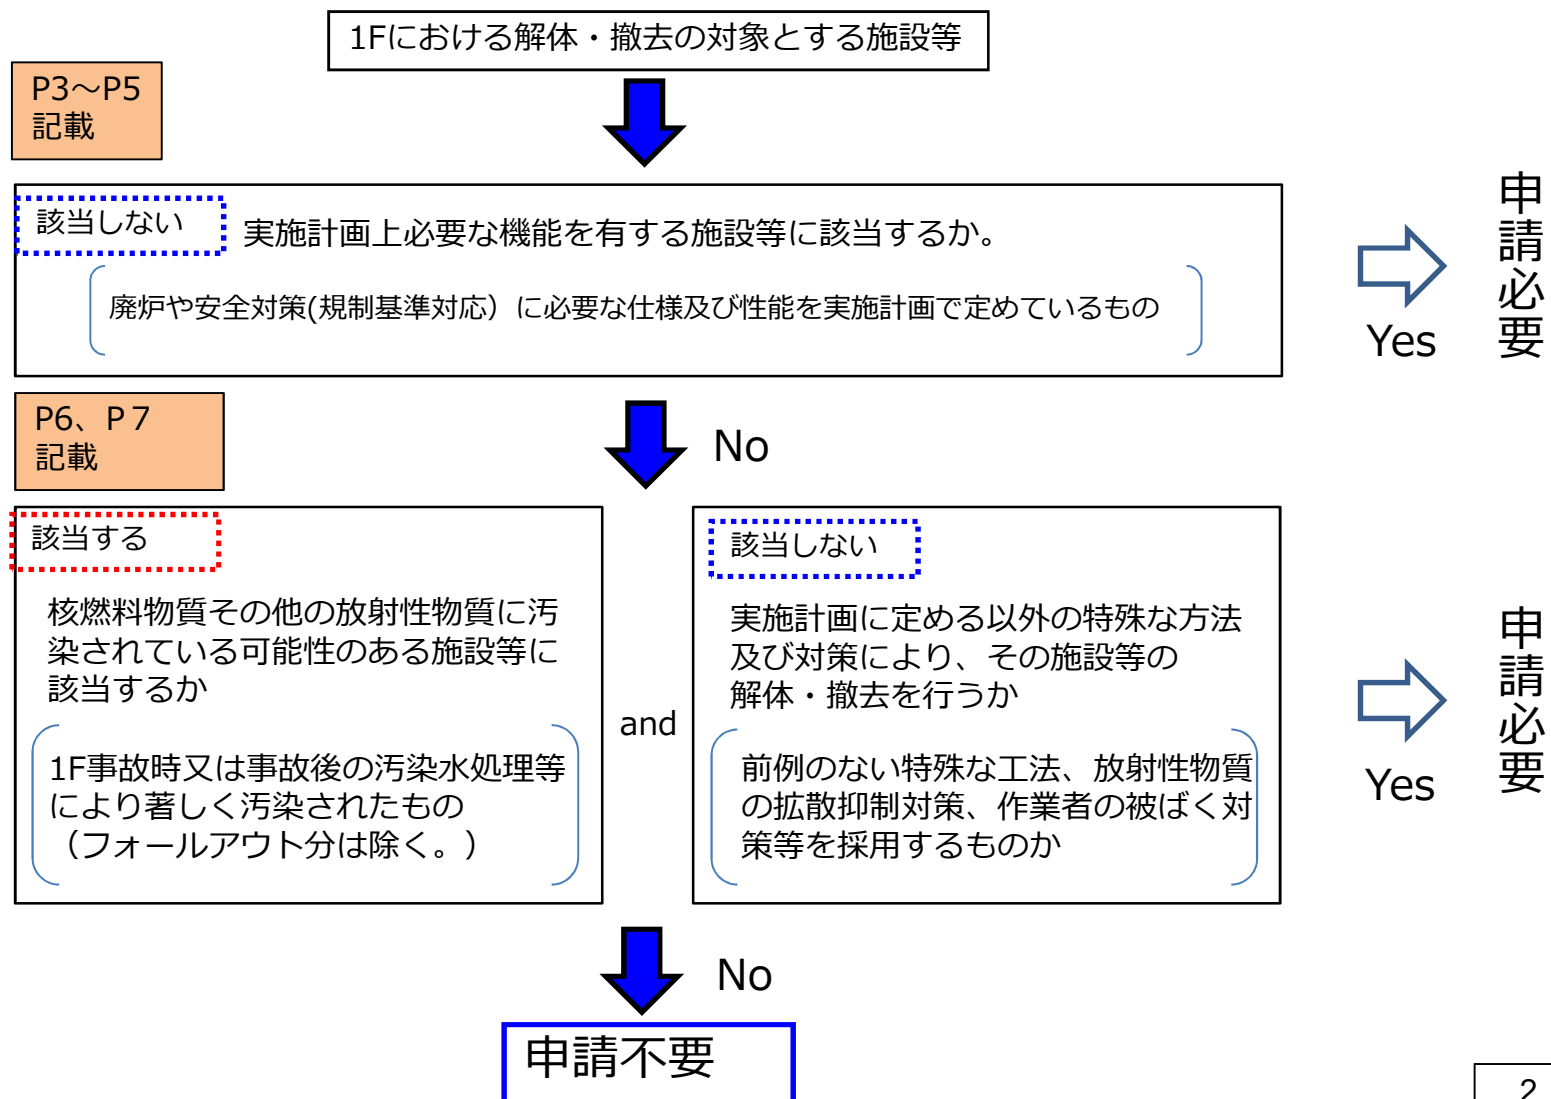 1Fにおける解体・撤去の対象とする施設等
P3～P5
記載
該当しない
実施計画上必要な機能を有する施設等に該当するか。
廃炉や安全対策(規制基準対応）に必要な仕様及び性能を実施計画で定めているもの
Yes
申請必要
P6、P７
記載
No
該当する
核燃料物質その他の放射性物質に汚
染されている可能性のある施設等に
該当するか
1F事故時又は事故後の汚染水処理等
により著しく汚染されたもの
（フォールアウト分は除く。）
and
該当しない
実施計画に定める以外の特殊な方法
及び対策により、その施設等の
解体・撤去を行うか
前例のない特殊な工法、放射性物質
の拡散抑制対策、作業者の被ばく対
策等を採用するものか
Yes
申請必要
No
申請不要
2